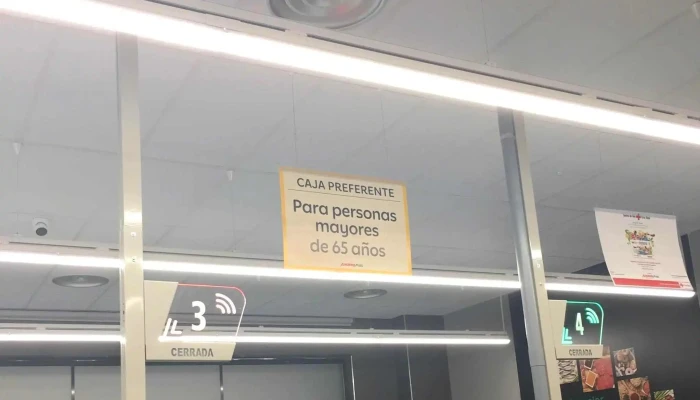 CAJA PREFERENTE
Para personas
mayores
de 65 años
3
CERRADA
4
CERRADA